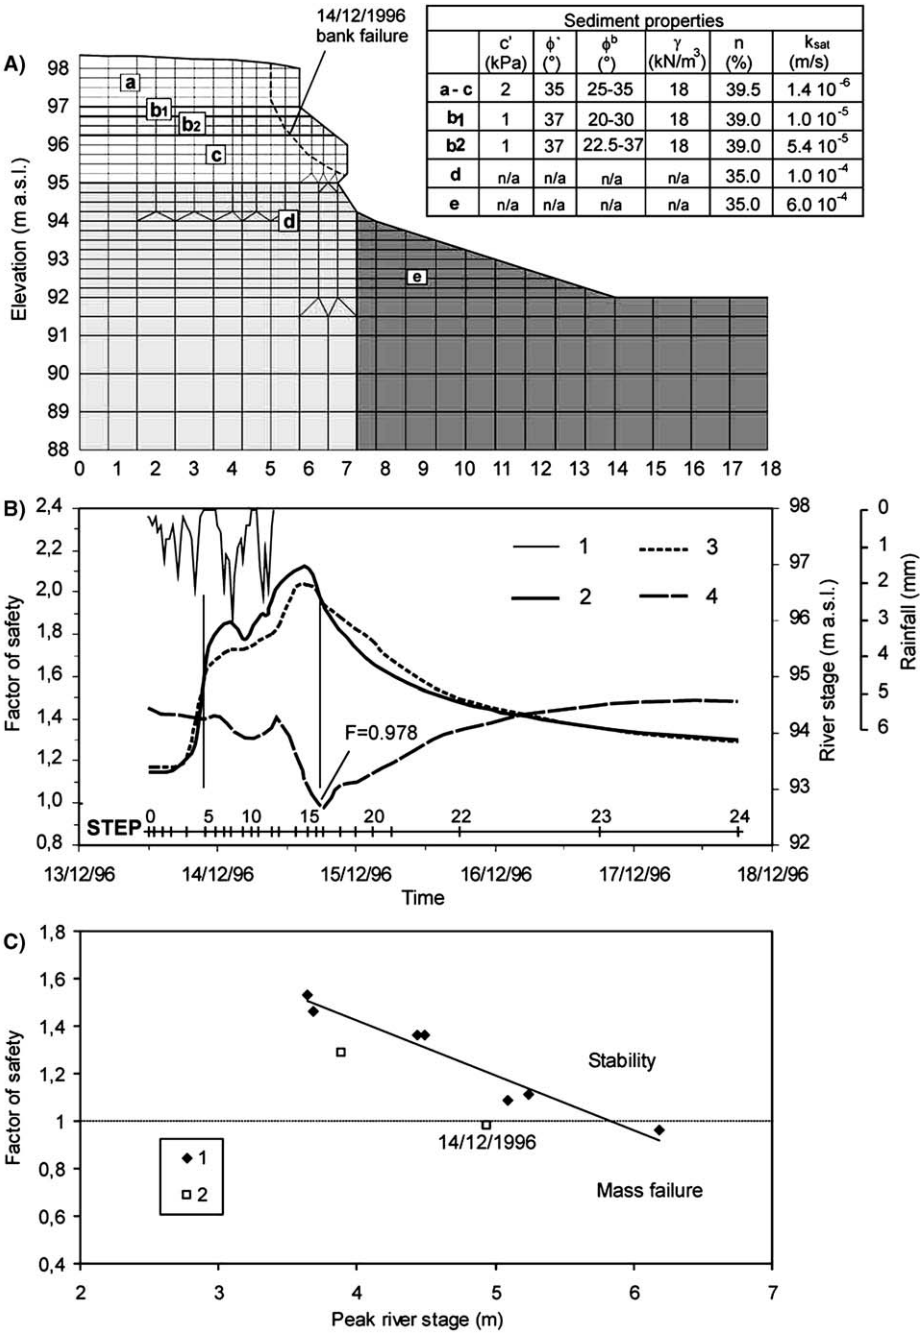 A)
14/12/1996
bank failure
Sediment properties
c' (kPa) ϕ' (°) ϕᵇ (°) γ (kN/m³) n (%) kₛₐₜ (m/s)
a - c 2 35 25-35 18 39.5 1.4 10⁻⁶
b1 1 37 20-30 18 39.0 1.0 10⁻⁵
b2 1 37 22.5-37 18 39.0 5.4 10⁻⁵
d n/a n/a n/a n/a 35.0 1.0 10⁻⁴
e n/a n/a n/a n/a 35.0 6.0 10⁻⁴
Elevation (m a.s.l.)
98
97
96
95
94
93
92
91
90
89
88
a
b1
b2
c
d
e
0 1 2 3 4 5 6 7 8 9 10 11 12 13 14 15 16 17 18
B)
Factor of safety
2,4
2,2
2,0
1,8
1,6
1,4
1,2
1,0
0,8
1 3
2 4
F=0.978
STEP 0 5 10 15 20 22 23 24
98
97
96
95
94
93
92
River stage (m a.s.l.)
0
1
2
3
4
5
6
Rainfall (mm)
13/12/96 14/12/96 15/12/96 16/12/96 17/12/96 18/12/96
Time
C)
Factor of safety
1,8
1,6
1,4
1,2
1
0,8
0,6
0,4
Stability
14/12/1996
Mass failure
1
2
2 3 4 5 6 7
Peak river stage (m)